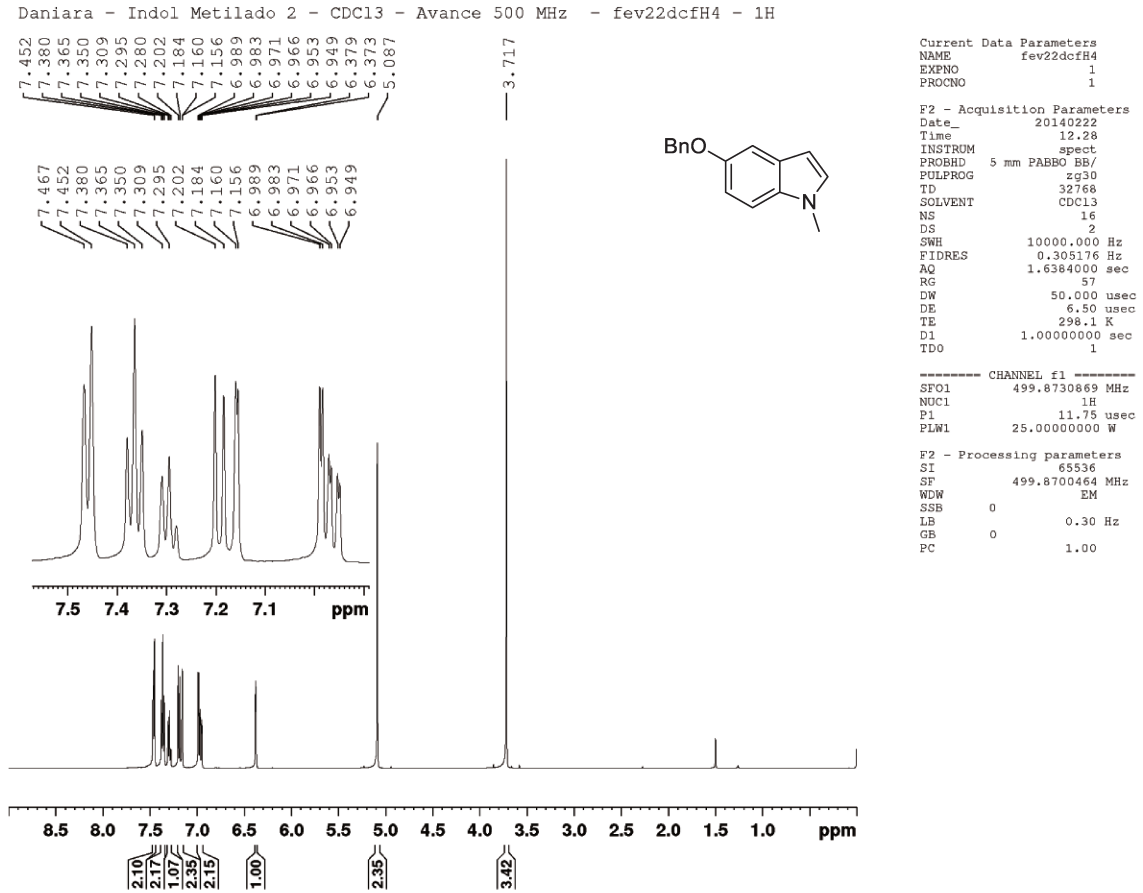 Daniara - Indol Metilado 2 - CDCl3 - Avance 500 MHz - fev22dcfH4 - 1H
7.452
7.380
7.365
7.350
7.309
7.295
7.280
7.202
7.184
7.160
7.156
6.989
6.983
6.971
6.966
6.953
6.949
6.379
6.373
5.087
3.717
7.467
7.452
7.380
7.365
7.350
7.309
7.295
7.202
7.184
7.160
7.156
6.989
6.983
6.971
6.966
6.953
6.949
BnO
N
7.5 7.4 7.3 7.2 7.1 ppm
8.5 8.0 7.5 7.0 6.5 6.0 5.5 5.0 4.5 4.0 3.5 3.0 2.5 2.0 1.5 1.0 ppm
2.10
2.17
1.07
2.35
2.15
1.00
2.35
3.42
Current Data Parameters
NAME fev22dcfH4
EXPNO 1
PROCNO 1
F2 - Acquisition Parameters
Date_ 20140222
Time 12.28
INSTRUM spect
PROBHD 5 mm PABBO BB/
PULPROG zg30
TD 32768
SOLVENT CDCl3
NS 16
DS 2
SWH 10000.000 Hz
FIDRES 0.305176 Hz
AQ 1.6384000 sec
RG 57
DW 50.000 usec
DE 6.50 usec
TE 298.1 K
D1 1.00000000 sec
TD0 1
======== CHANNEL f1 ========
SFO1 499.8730869 MHz
NUC1 1H
P1 11.75 usec
PLW1 25.00000000 W
F2 - Processing parameters
SI 65536
SF 499.8700464 MHz
WDW EM
SSB 0
LB 0.30 Hz
GB 0
PC 1.00